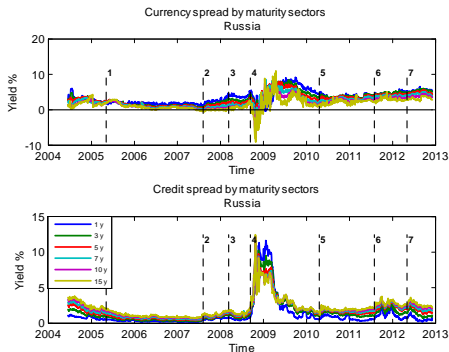 Currency spread by maturity sectors
Russia
20
10
0
-10
Yield %
1
2
3
4
5
6
7
2004 2005 2006 2007 2008 2009 2010 2011 2012 2013
Time
Credit spread by maturity sectors
Russia
15
10
5
0
Yield %
1 y
3 y
5 y
7 y
10 y
15 y
2
3
4
5
6
7
2004 2005 2006 2007 2008 2009 2010 2011 2012 2013
Time